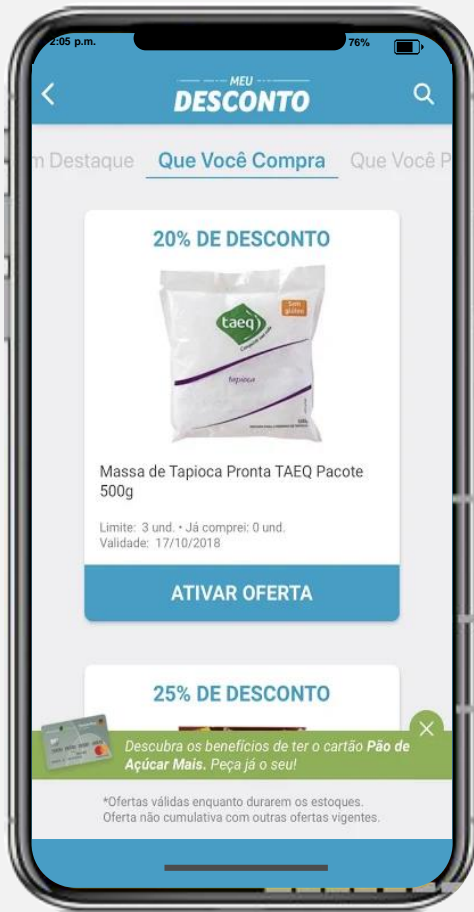 2:05 p.m.
76%
MEU
DESCONTO
m Destaque
Que Você Compra
Que Você P
20% DE DESCONTO
Sem
glúten
taeq
tapioca
Massa de Tapioca Pronta TAEQ Pacote
500g
Limite: 3 und. • Já comprei: 0 und.
Validade: 17/10/2018
ATIVAR OFERTA
25% DE DESCONTO
Descubra os benefícios de ter o cartão Pão de
Açúcar Mais. Peça já o seu!
*Ofertas válidas enquanto durarem os estoques.
Oferta não cumulativa com outras ofertas vigentes.